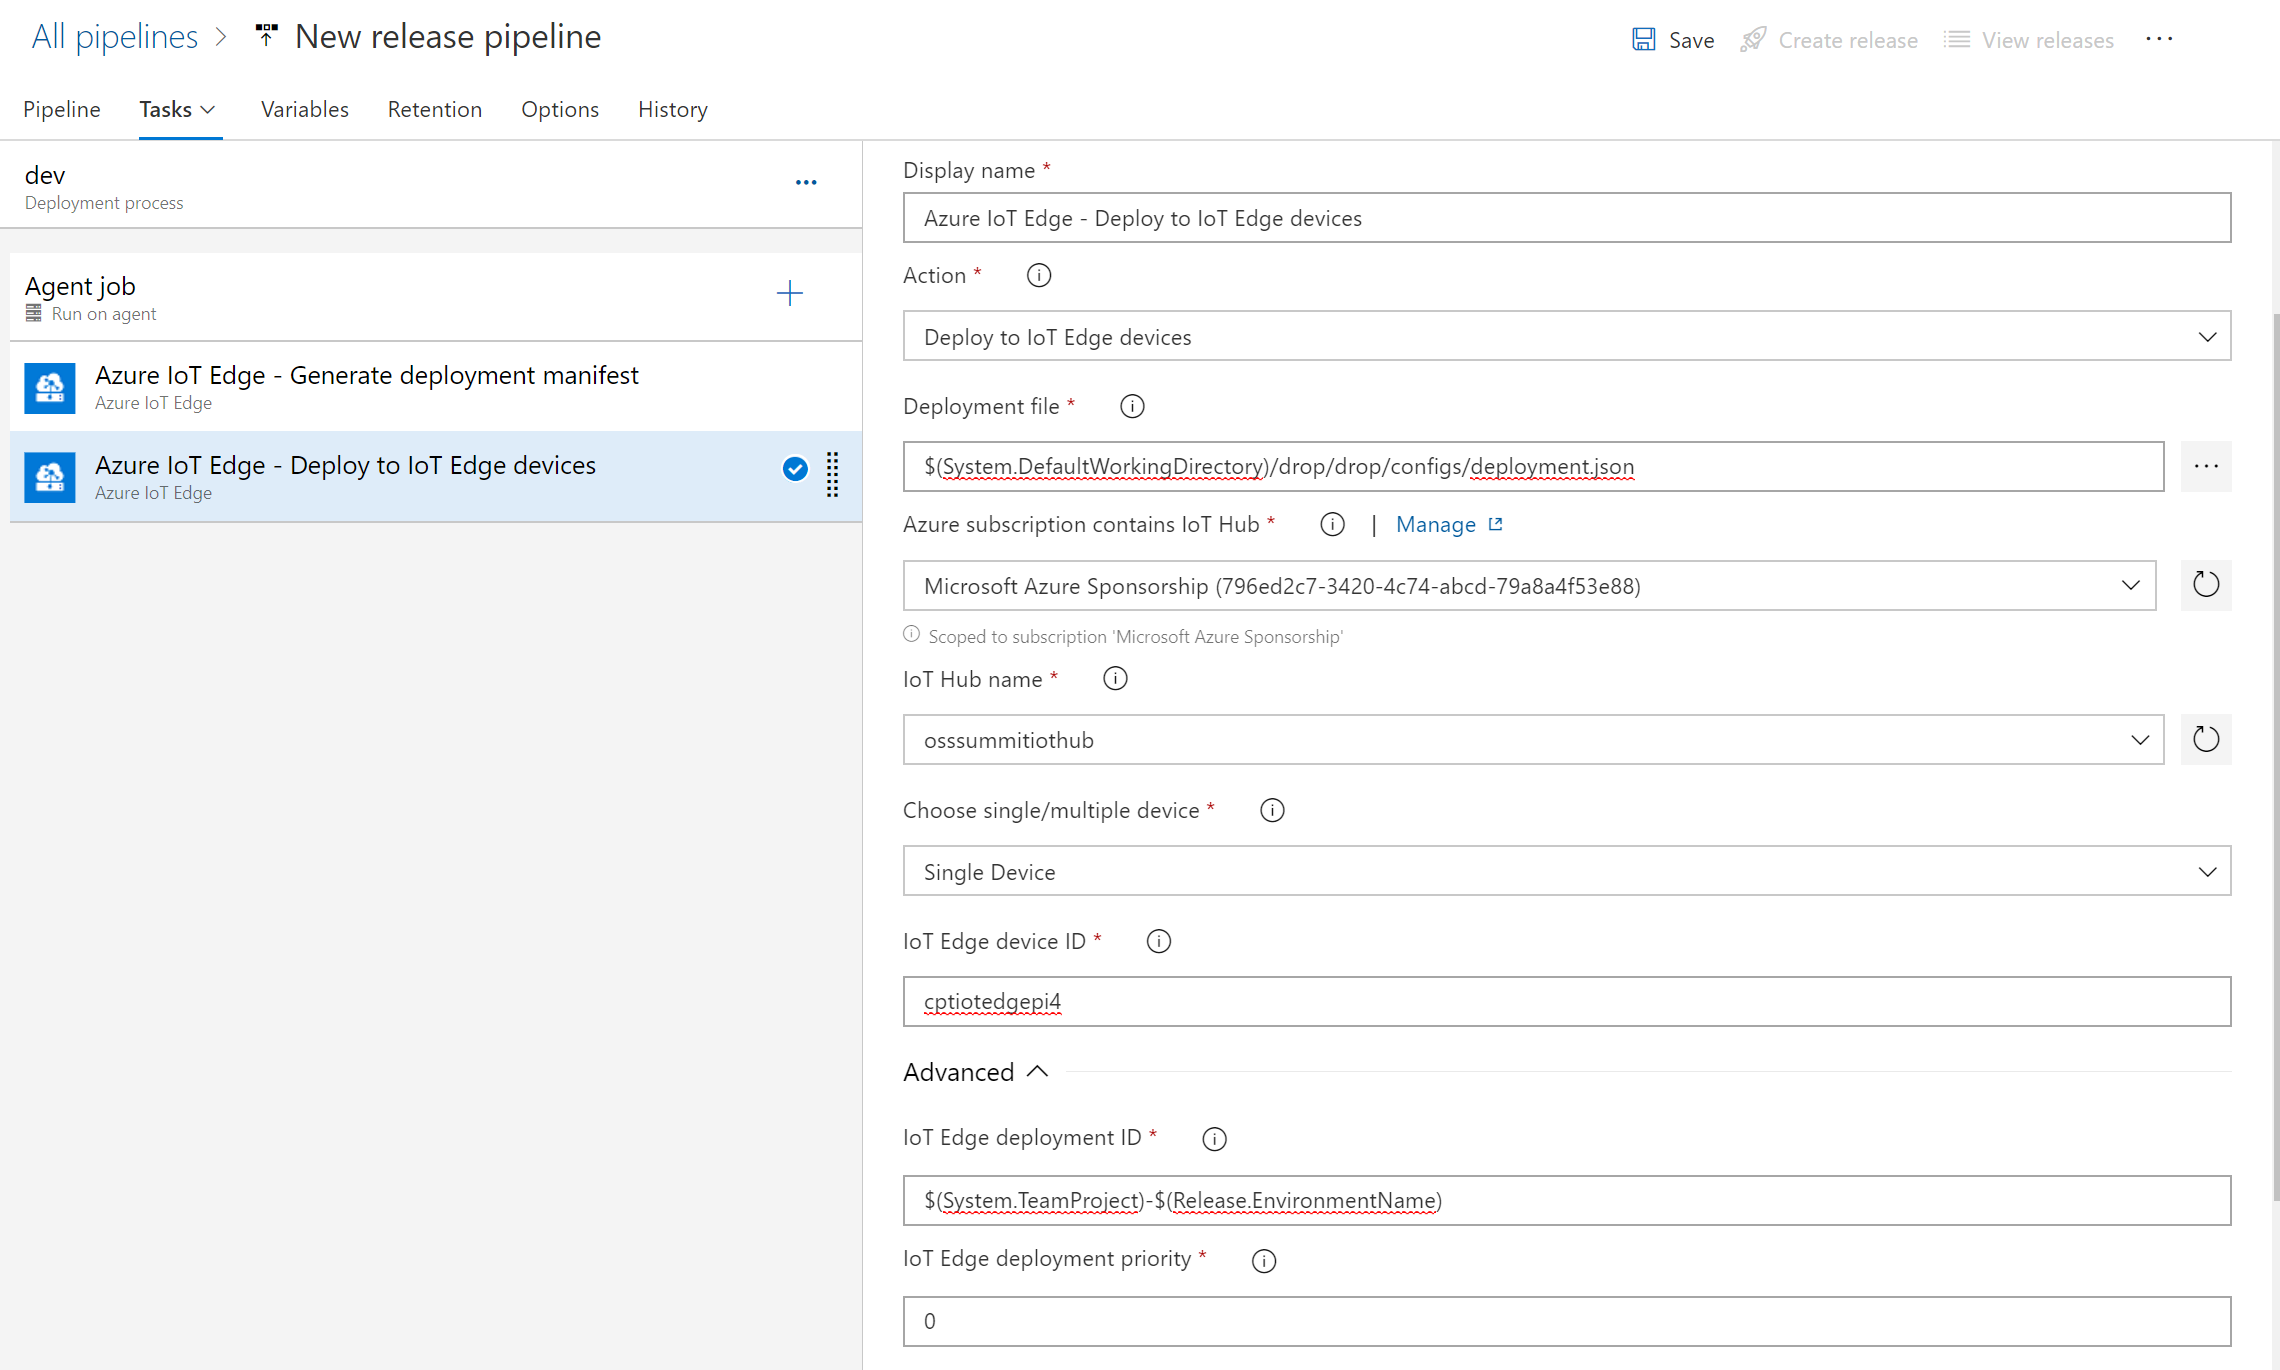 All pipelines > New release pipeline
Save Create release View releases ...
Pipeline Tasks Variables Retention Options History
dev
Deployment process
Agent job
Run on agent
Azure IoT Edge - Generate deployment manifest
Azure IoT Edge
Azure IoT Edge - Deploy to IoT Edge devices
Azure IoT Edge
Display name *
Azure IoT Edge - Deploy to IoT Edge devices
Action *
Deploy to IoT Edge devices
Deployment file *
$(System.DefaultWorkingDirectory)/drop/drop/configs/deployment.json
Azure subscription contains IoT Hub * | Manage
Microsoft Azure Sponsorship (796ed2c7-3420-4c74-abcd-79a8a4f53e88)
Scoped to subscription 'Microsoft Azure Sponsorship'
IoT Hub name *
osssummitiothub
Choose single/multiple device *
Single Device
IoT Edge device ID *
cptiotedgepi4
Advanced
IoT Edge deployment ID *
$(System.TeamProject)-$(Release.EnvironmentName)
IoT Edge deployment priority *
0